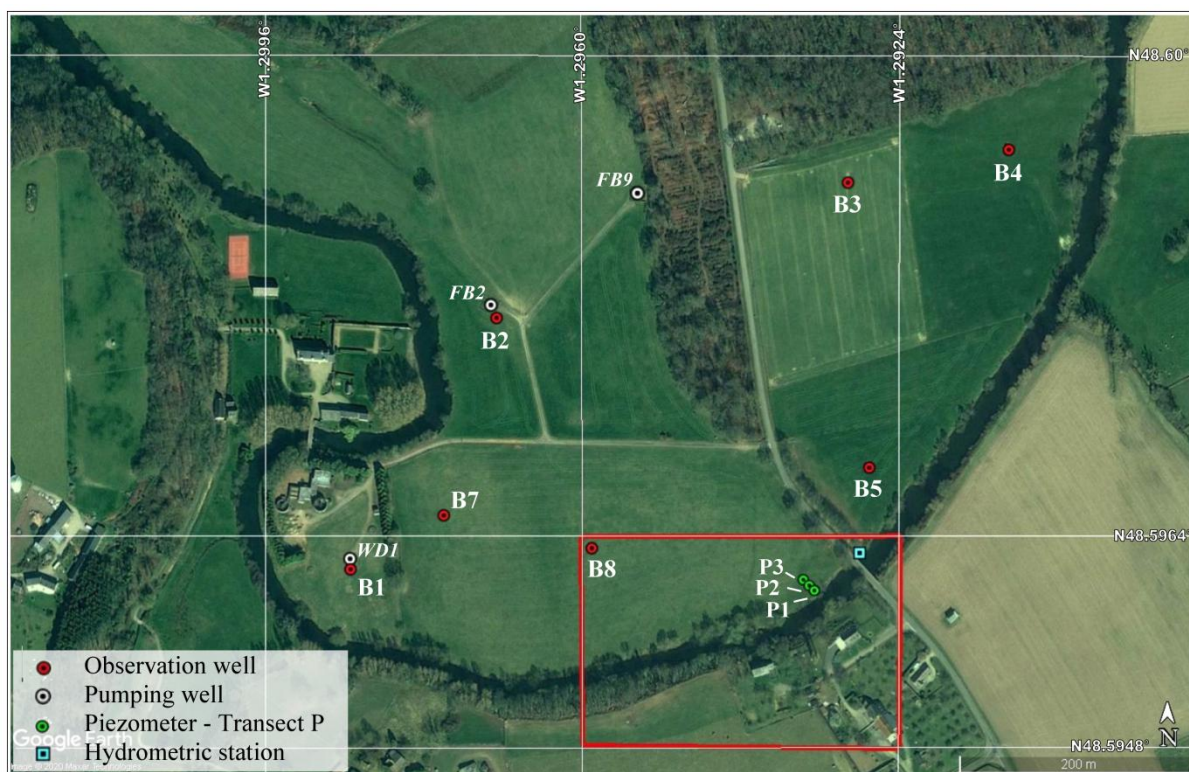 W1.2996°
W1.2960°
W1.2924°
N48.60°
B4
FB9
B3
FB2
B2
B5
B7
N48.5964
WD1
B8
B1
P3
P2
P1
Observation well
Pumping well
Piezometer - Transect P
Hydrometric station
Google Earth
N
N48.5948
200 m